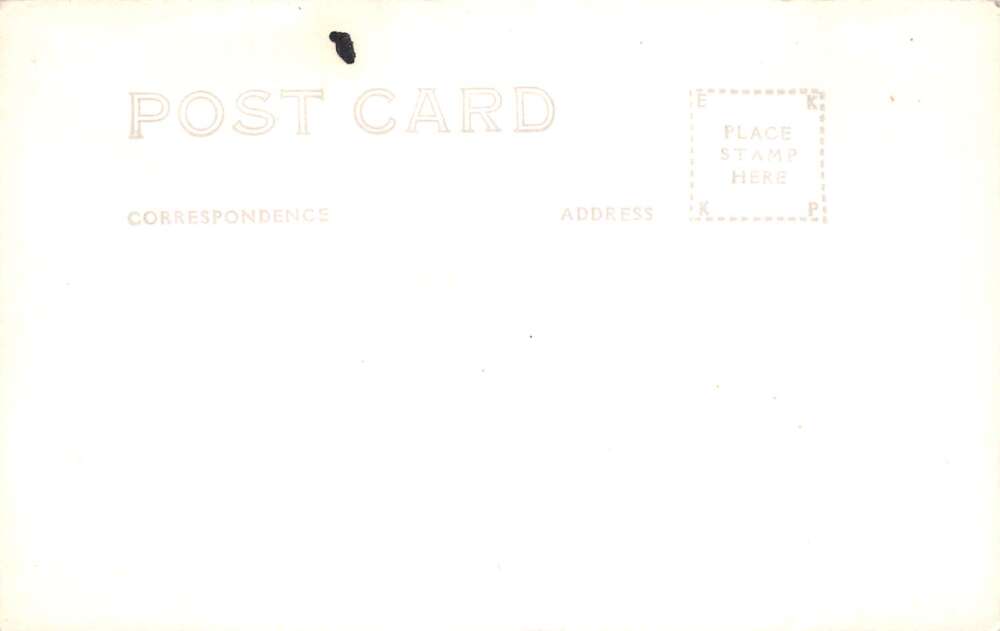 POST CARD
E K
PLACE
STAMP
HERE
K P
CORRESPONDENCE
ADDRESS